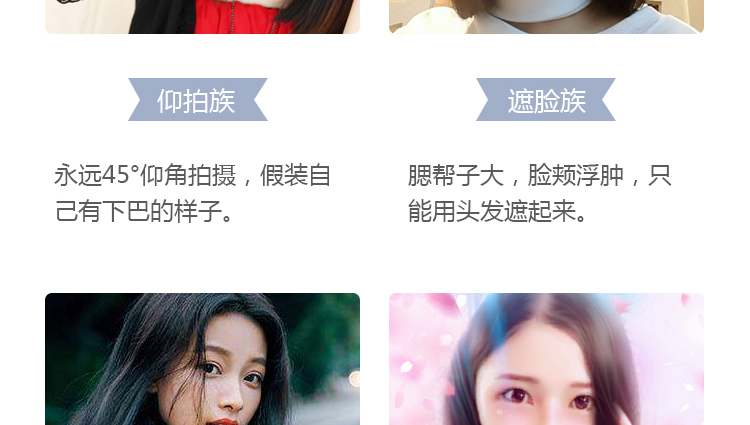 仰拍族
遮脸族
永远45°仰角拍摄，假装自
己有下巴的样子。
腮帮子大，脸颊浮肿，只
能用头发遮起来。